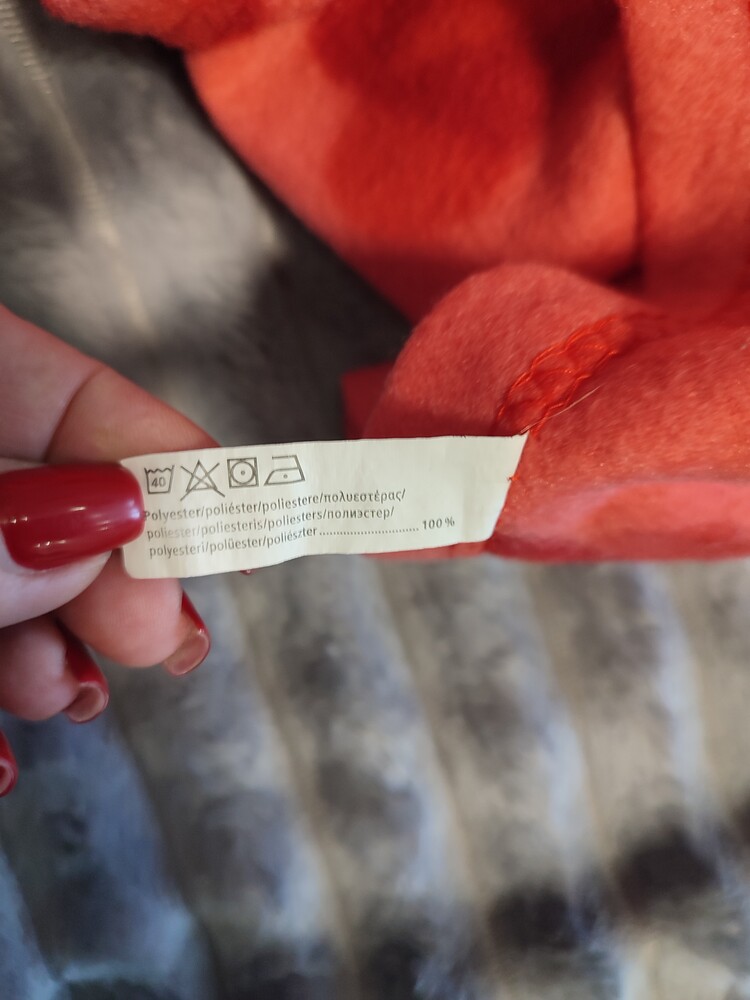 40
Polyester/poliéster/poliestere/πολυεστέρας/
poliester/poliesteris/poliesters/полиэстер/
polyesteri/polüester/poliészter ............................ 100 %